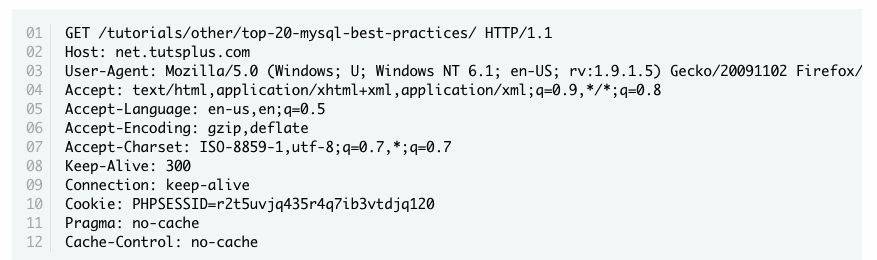 01 GET /tutorials/other/top-20-mysql-best-practices/ HTTP/1.1
02 Host: net.tutsplus.com
03 User-Agent: Mozilla/5.0 (Windows; U; Windows NT 6.1; en-US; rv:1.9.1.5) Gecko/20091102 Firefox/
04 Accept: text/html,application/xhtml+xml,application/xml;q=0.9,*/*;q=0.8
05 Accept-Language: en-us,en;q=0.5
06 Accept-Encoding: gzip,deflate
07 Accept-Charset: ISO-8859-1,utf-8;q=0.7,*;q=0.7
08 Keep-Alive: 300
09 Connection: keep-alive
10 Cookie: PHPSESSID=r2t5uvjq435r4q7ib3vtdjq120
11 Pragma: no-cache
12 Cache-Control: no-cache